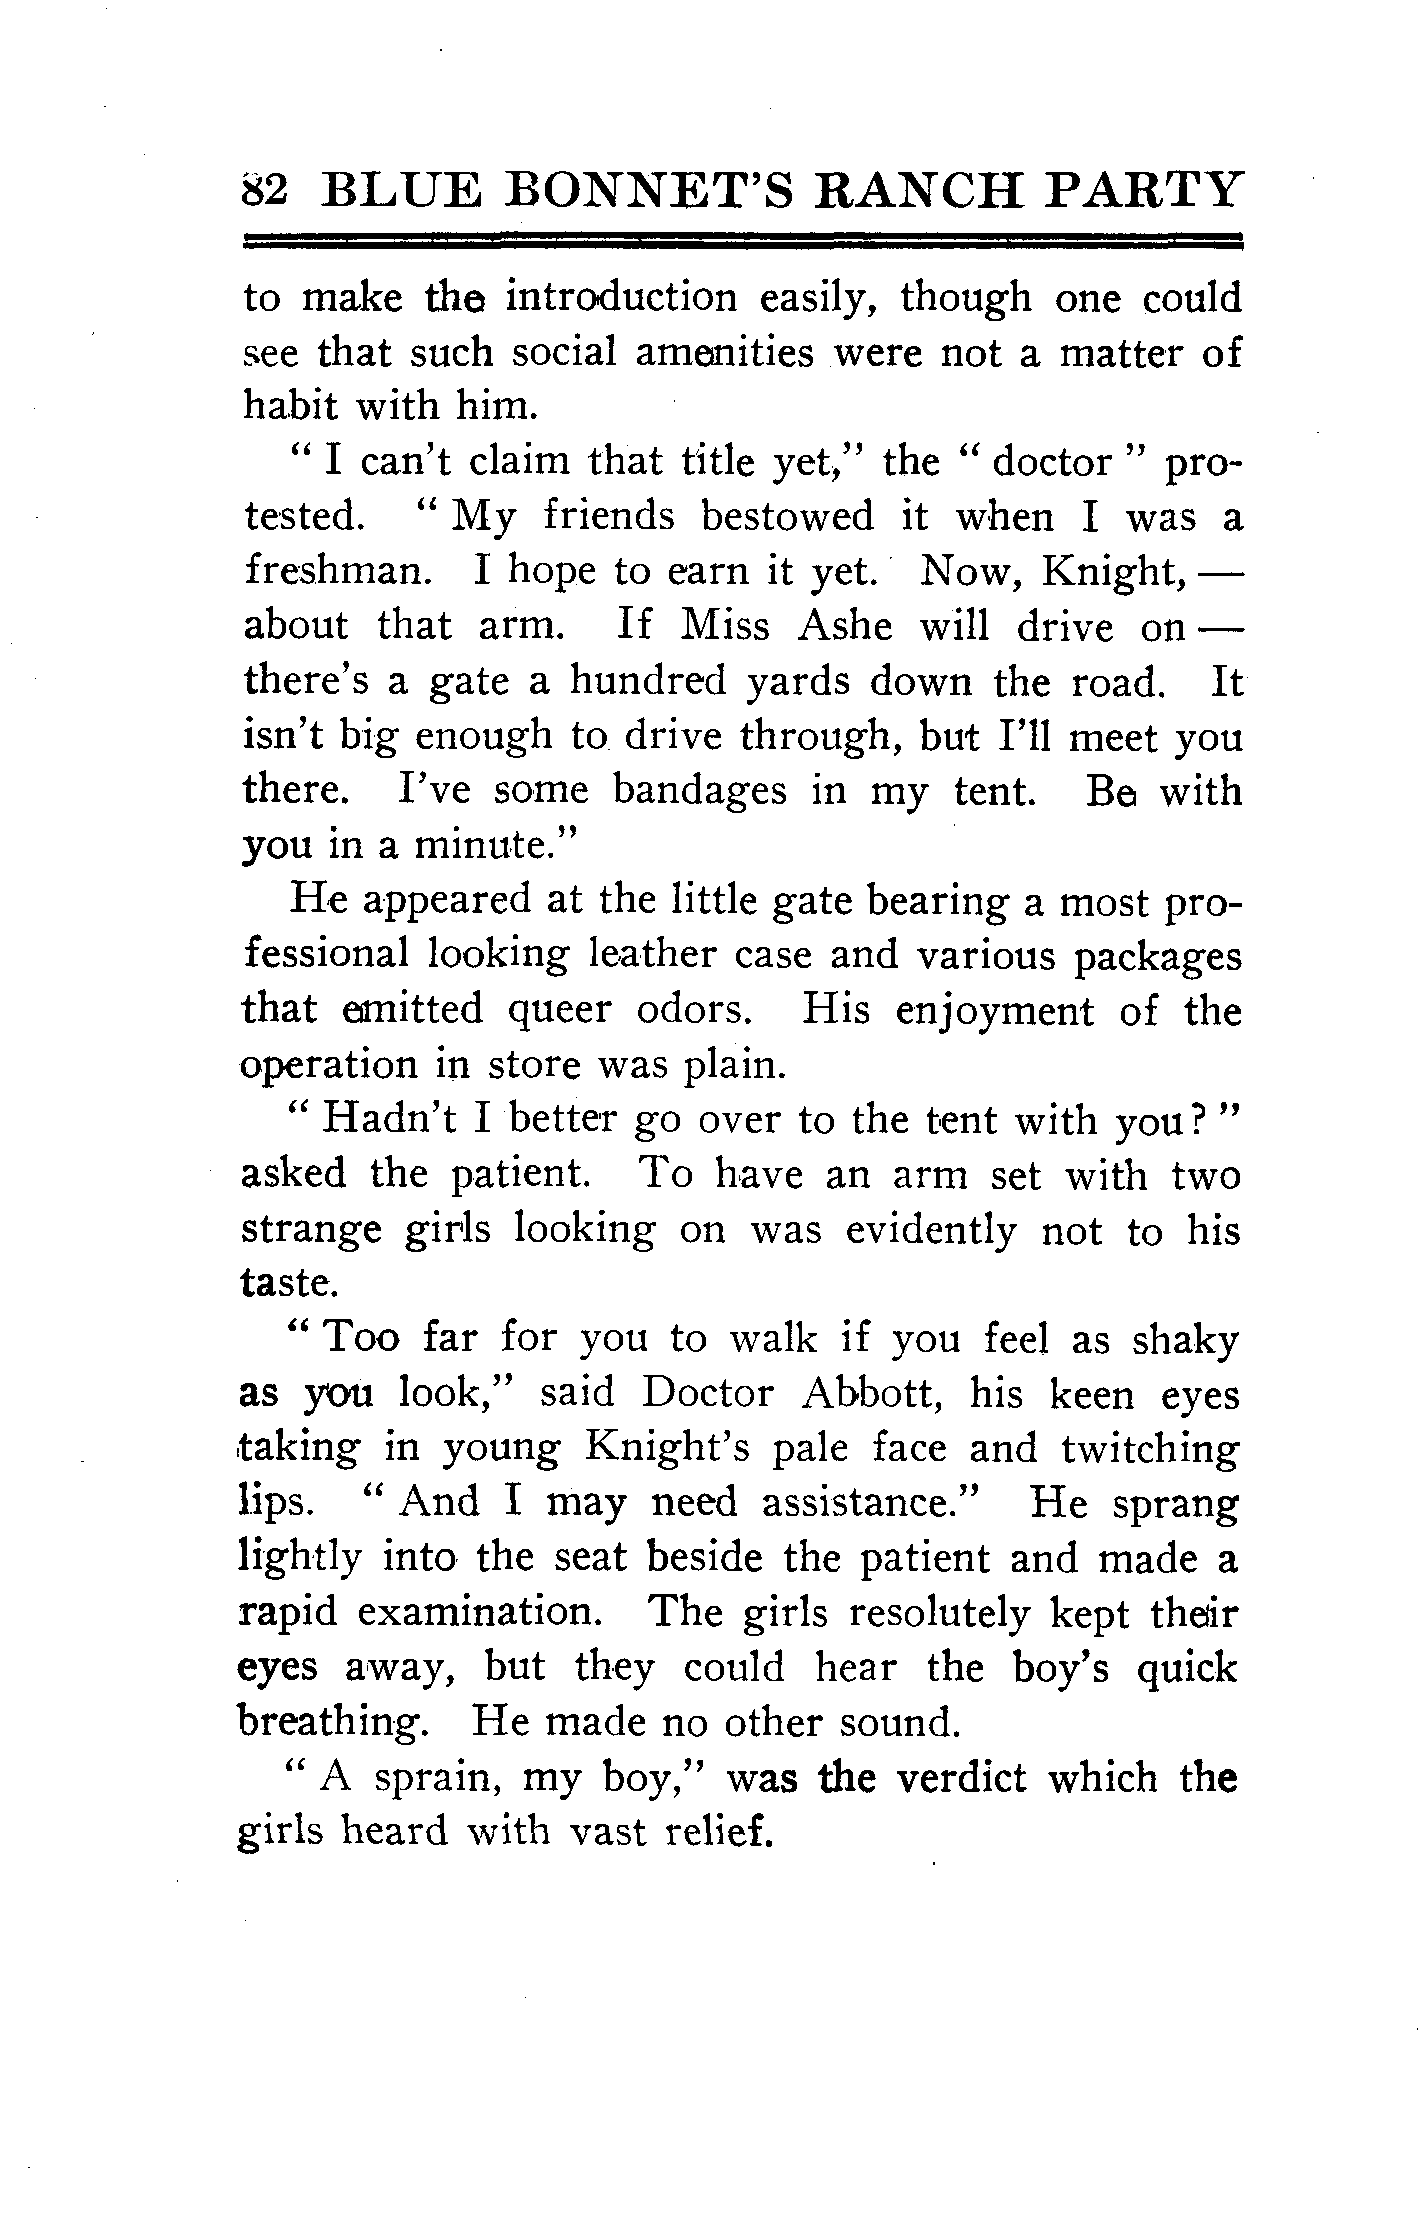 82 BLUE BONNET'S RANCH PARTY
to make the introduction easily, though one could
see that such social amenities were not a matter of
habit with him.
" I can't claim that title yet," the " doctor " pro-
tested. " My friends bestowed it when I was a
freshman. I hope to earn it yet. Now, Knight, —
about that arm. If Miss Ashe will drive on —
there's a gate a hundred yards down the road. It
isn't big enough to drive through, but I'll meet you
there. I've some bandages in my tent. Be with
you in a minute."
He appeared at the little gate bearing a most pro-
fessional looking leather case and various packages
that emitted queer odors. His enjoyment of the
operation in store was plain.
" Hadn't I better go over to the tent with you? "
asked the patient. To have an arm set with two
strange girls looking on was evidently not to his
taste.
" Too far for you to walk if you feel as shaky
as you look," said Doctor Abbott, his keen eyes
taking in young Knight's pale face and twitching
lips. " And I may need assistance." He sprang
lightly into the seat beside the patient and made a
rapid examination. The girls resolutely kept their
eyes away, but they could hear the boy's quick
breathing. He made no other sound.
" A sprain, my boy," was the verdict which the
girls heard with vast relief.